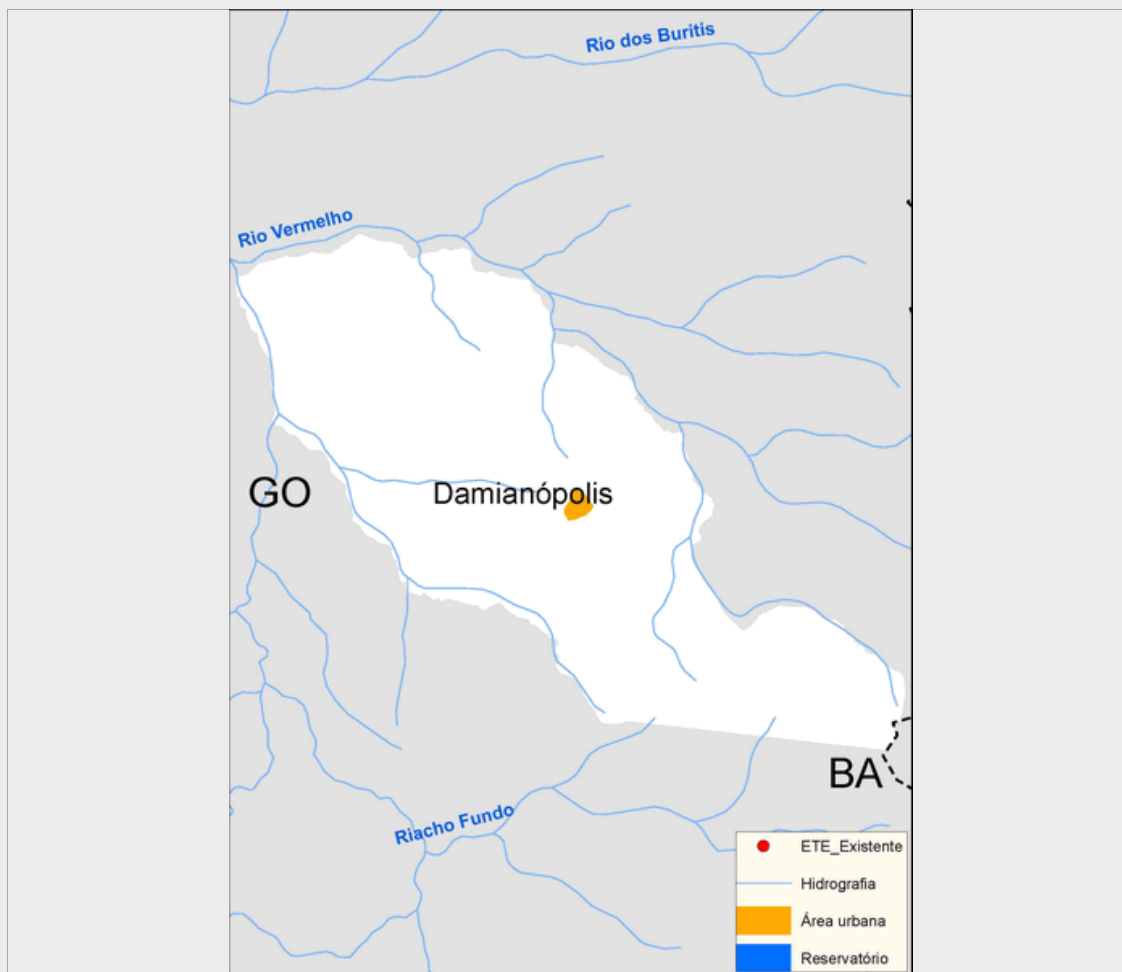 Rio dos Buritis
Rio Vermelho
GO
Damianópolis
BA
Riacho Fundo
ETE_Existente
Hidrografia
Área urbana
Reservatório